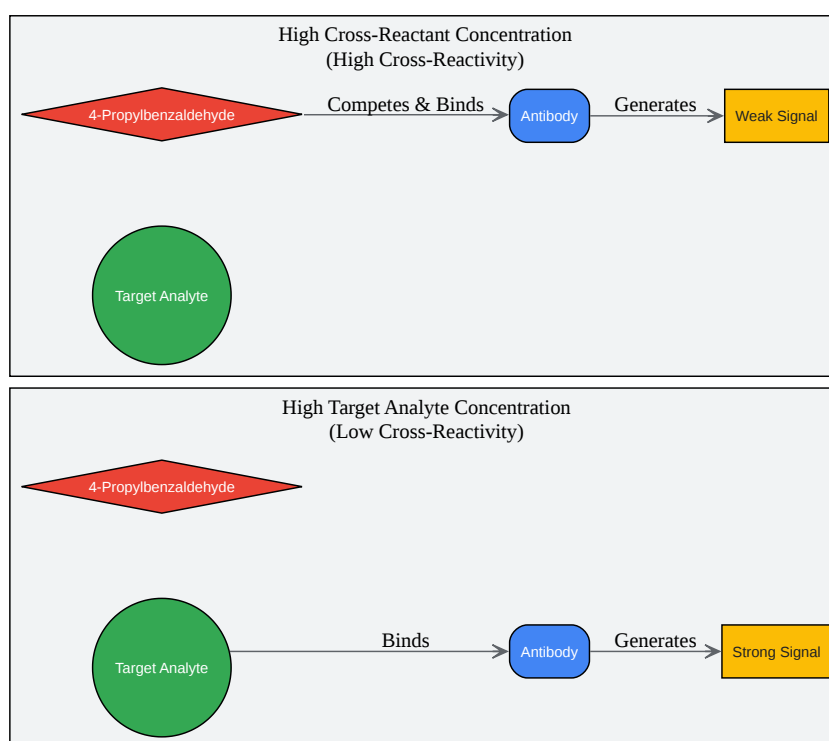 High Cross-Reactant Concentration
(High Cross-Reactivity)
4-Propylbenzaldehyde
Competes & Binds
Antibody
Generates
Weak Signal
Target Analyte
High Target Analyte Concentration
(Low Cross-Reactivity)
4-Propylbenzaldehyde
Target Analyte
Binds
Antibody
Generates
Strong Signal